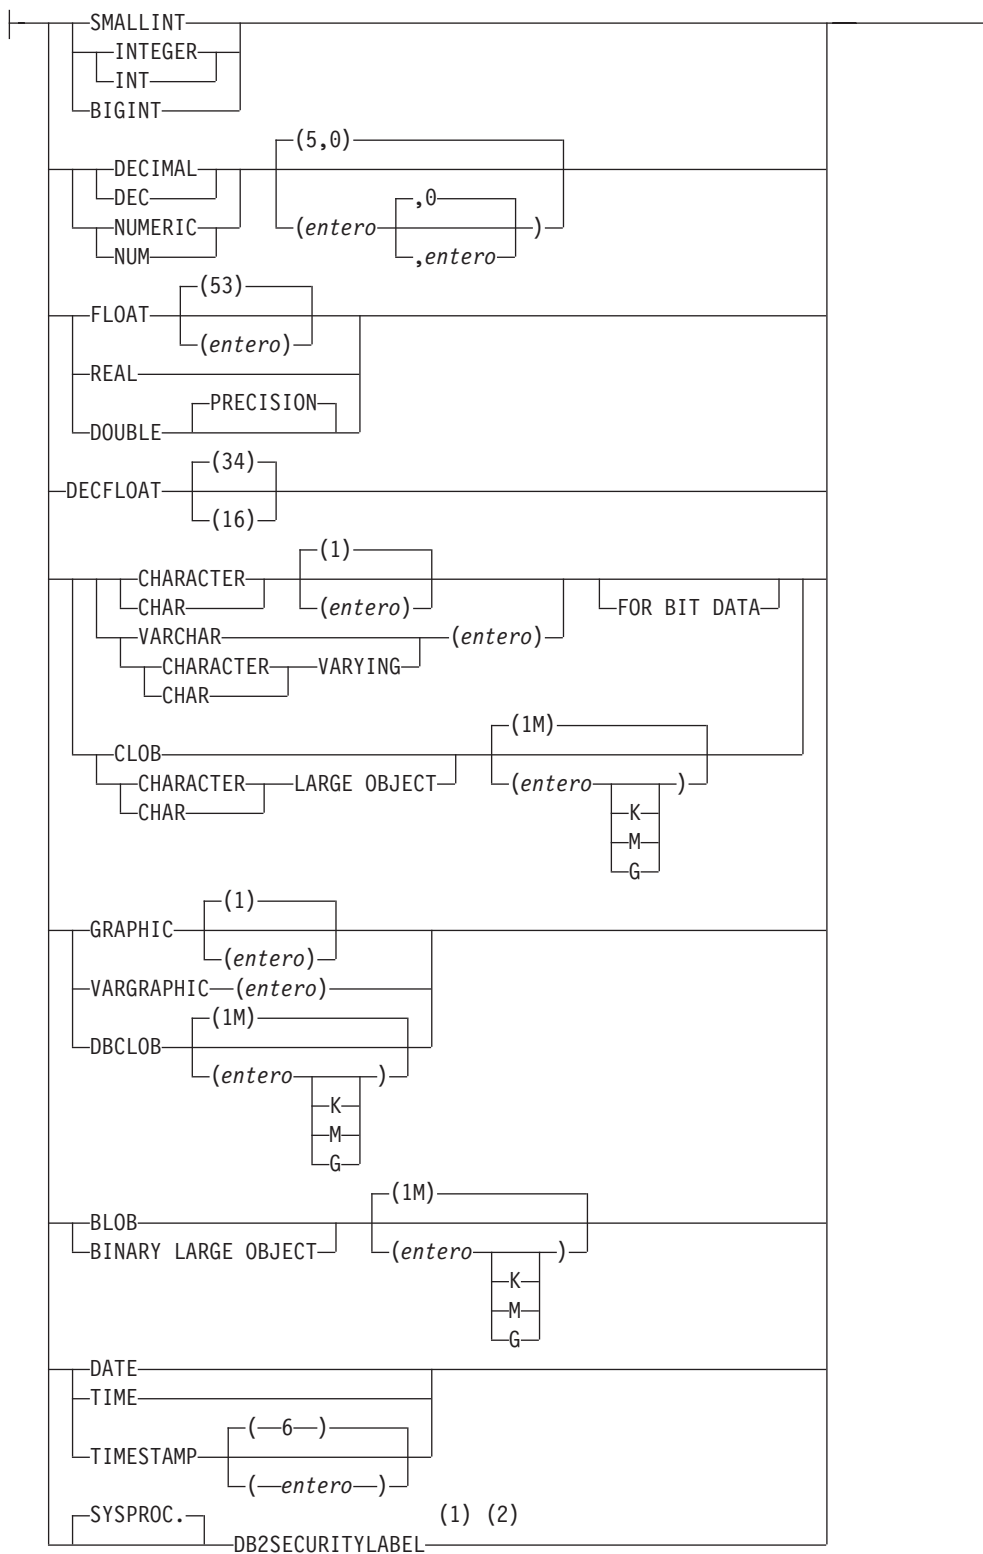 SMALLINT
INTEGER
INT
BIGINT
(5,0)
DECIMAL
DEC ,0
NUMERIC (entero )
NUM ,entero
(53)
FLOAT
(entero)
REAL
PRECISION
DOUBLE
(34)
DECFLOAT
(16)
(1)
CHARACTER
CHAR (entero) FOR BIT DATA
VARCHAR (entero)
CHARACTER VARYING
CHAR
(1M)
CLOB
CHARACTER LARGE OBJECT (entero )
CHAR K
M
G
(1)
GRAPHIC
(entero)
VARGRAPHIC (entero)
(1M)
DBCLOB
(entero )
K
M
G
(1M)
BLOB
BINARY LARGE OBJECT (entero )
K
M
G
DATE
TIME
( 6 )
TIMESTAMP
( entero )
SYSPROC. (1) (2)
DB2SECURITYLABEL